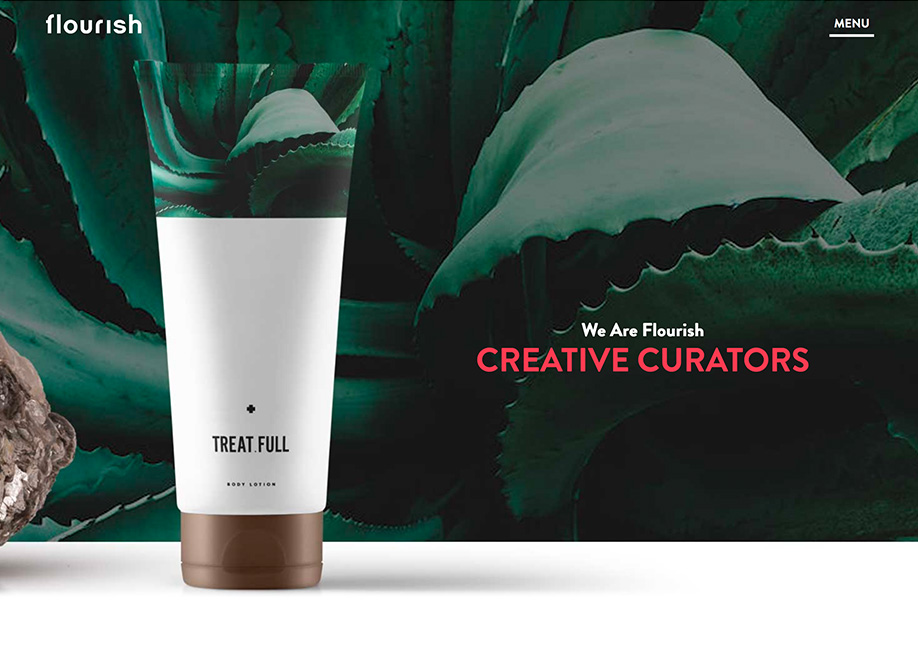 flourish
MENU
We Are Flourish
CREATIVE CURATORS
TREAT.FULL
BODY LOTION